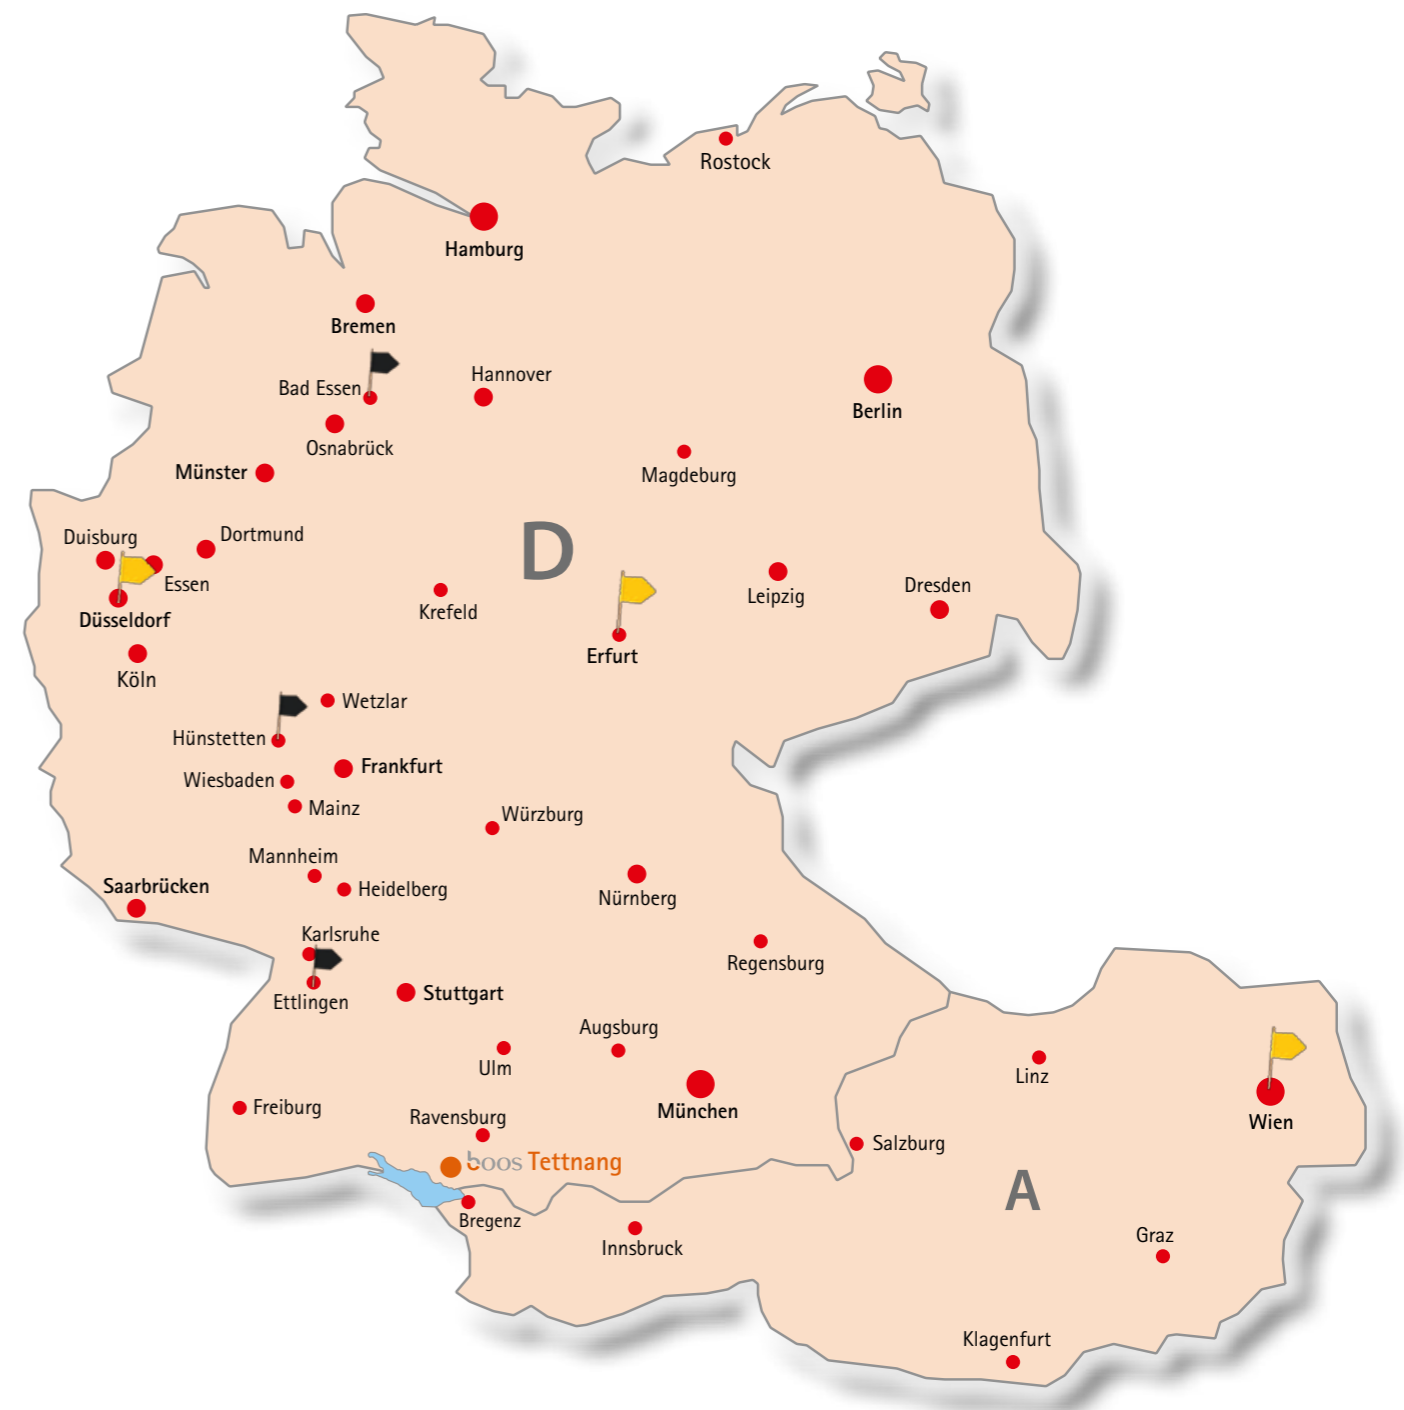 Rostock
Hamburg
Bremen
Bad Essen
Hannover
Berlin
Osnabrück
Münster
Magdeburg
D
Duisburg
Dortmund
Essen
Düsseldorf
Krefeld
Leipzig
Dresden
Erfurt
Köln
Wetzlar
Hünstetten
Frankfurt
Wiesbaden
Mainz
Würzburg
Mannheim
Heidelberg
Saarbrücken
Nürnberg
Karlsruhe
Regensburg
Ettlingen
Stuttgart
Augsburg
Ulm
Linz
München
Wien
Freiburg
Ravensburg
Salzburg
boos Tettnang
A
Bregenz
Innsbruck
Graz
Klagenfurt